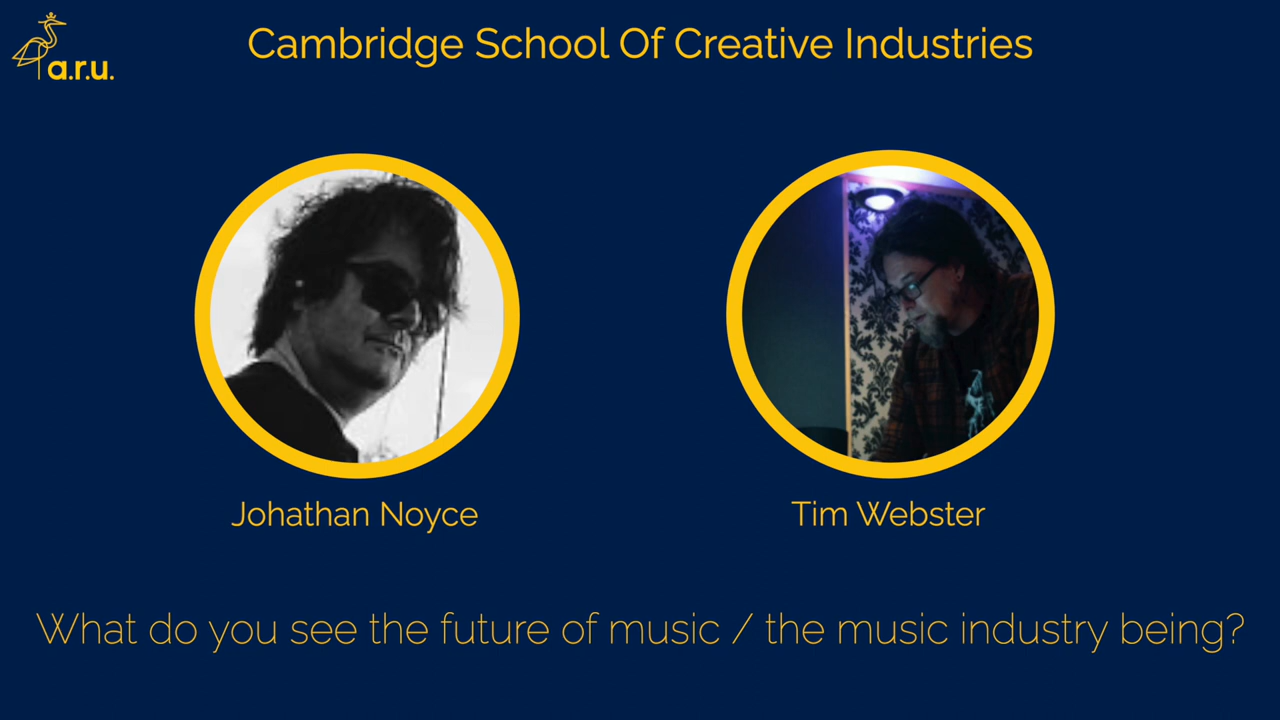 Cambridge School Of Creative Industries
a.r.u.
Johathan Noyce
Tim Webster
What do you see the future of music / the music industry being?